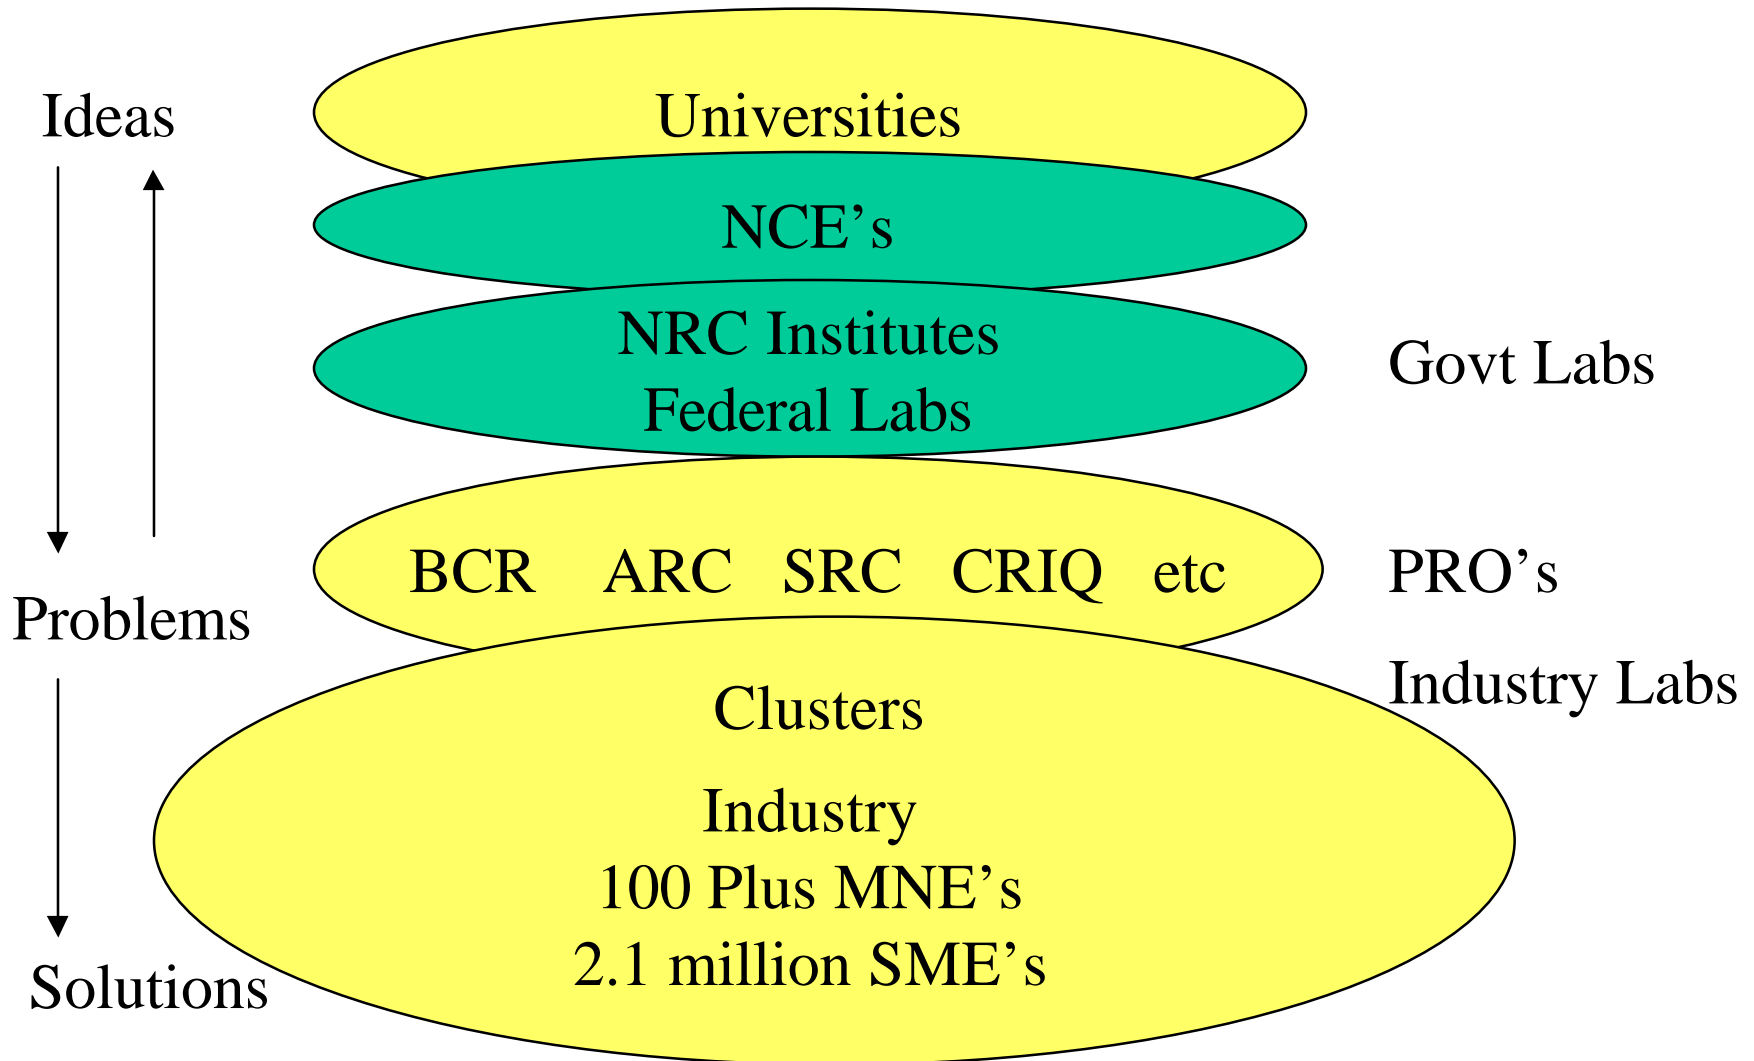 Ideas
Universities
NCE’s
NRC Institutes
Federal Labs
Govt Labs
BCR ARC SRC CRIQ etc
PRO’s
Problems
Industry Labs
Clusters
Industry
100 Plus MNE’s
2.1 million SME’s
Solutions